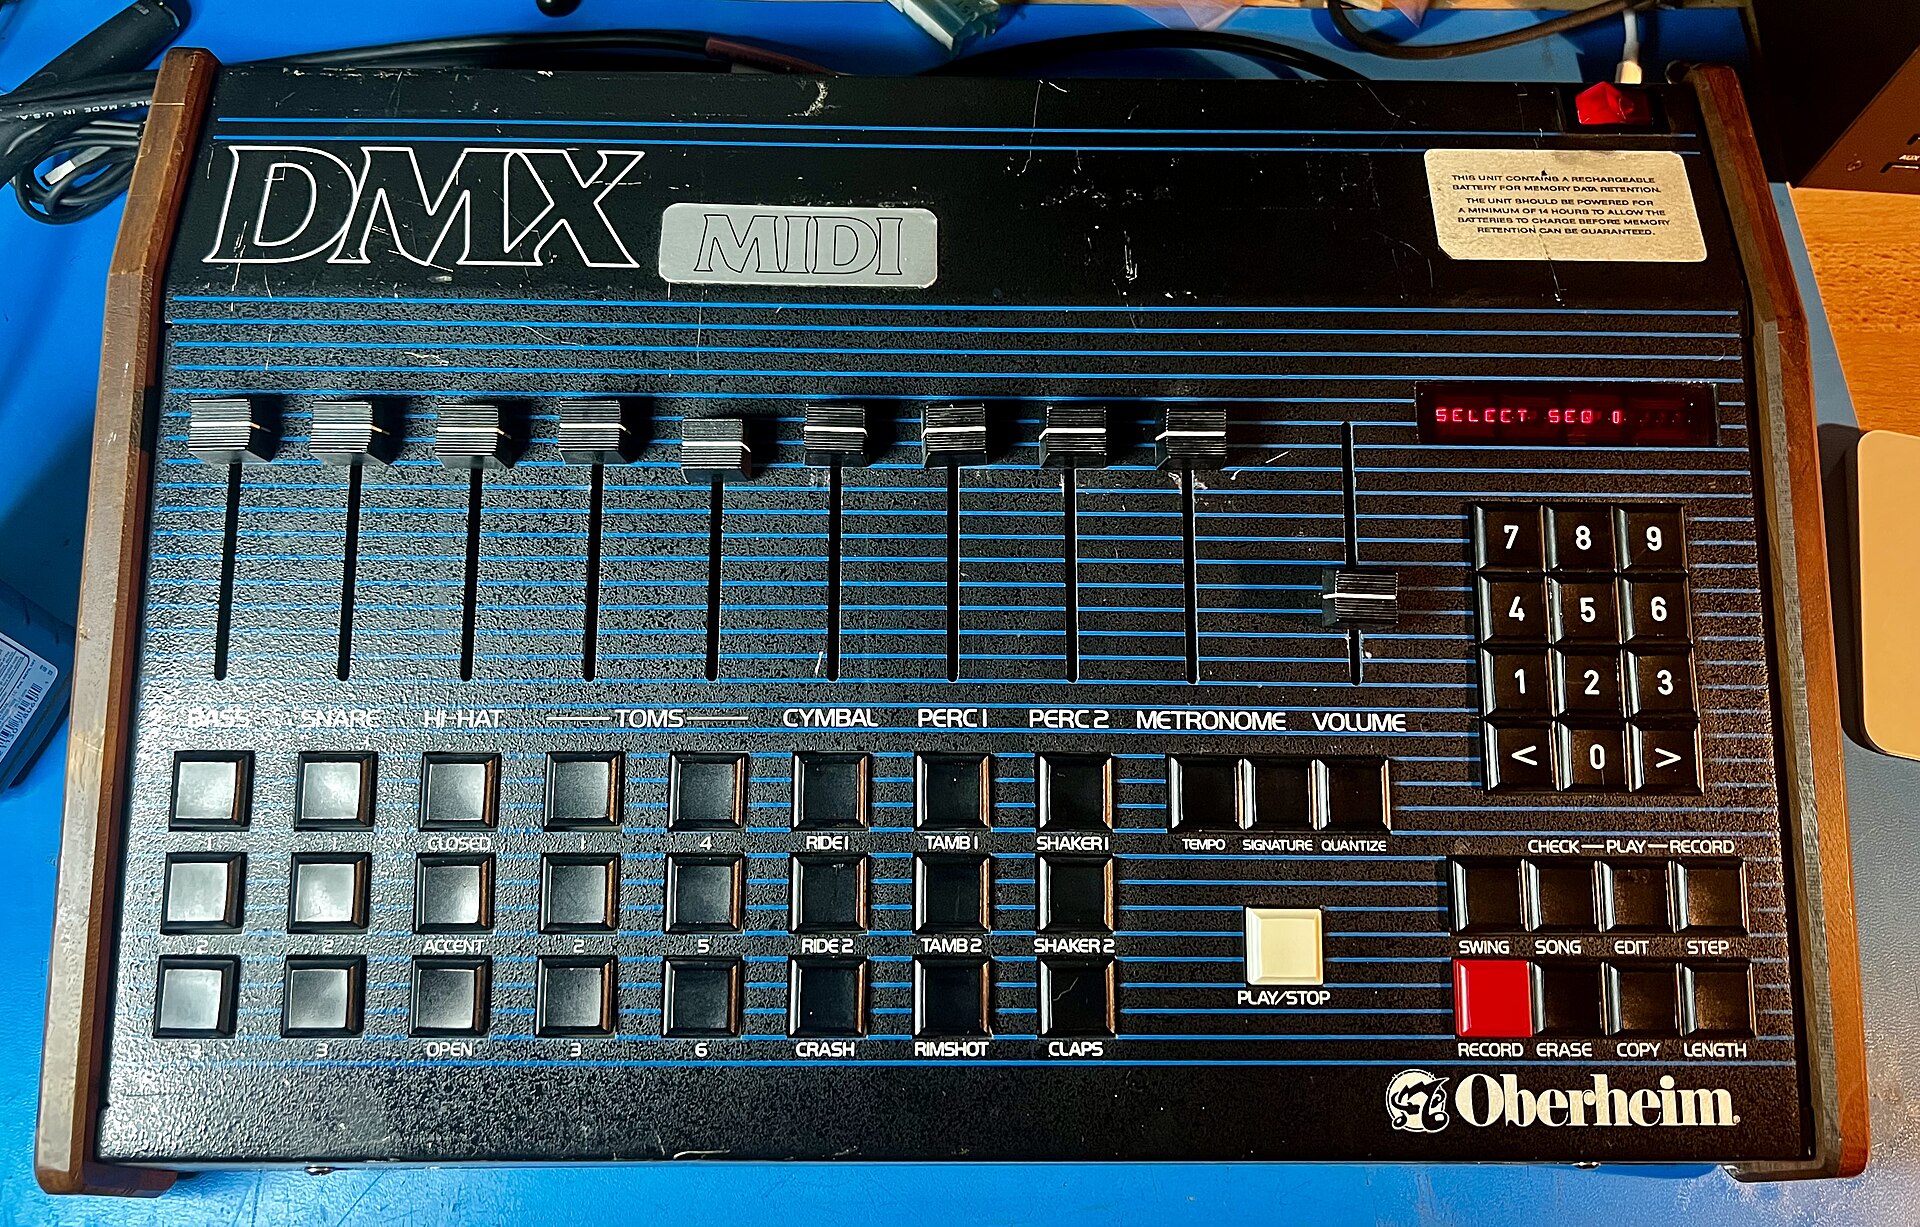 MADE IN U.S.A.
DMX
MIDI
THIS UNIT CONTAINS A RECHARGEABLE
BATTERY FOR MEMORY DATA RETENTION.
THE UNIT SHOULD BE POWERED FOR
A MINIMUM OF 14 HOURS TO ALLOW THE
BATTERIES TO CHARGE BEFORE MEMORY
RETENTION CAN BE GUARANTEED.
SELECT SEQ 0
7 8 9
4 5 6
1 2 3
< 0 >
BASS SNARE HI-HAT TOMS CYMBAL PERC 1 PERC 2 METRONOME VOLUME
1 1 CLOSED 1 4 RIDE 1 TAMB 1 SHAKER 1 TEMPO SIGNATURE QUANTIZE
CHECK—PLAY—RECORD
2 2 ACCENT 2 5 RIDE 2 TAMB 2 SHAKER 2
SWING SONG EDIT STEP
PLAY/STOP
3 3 OPEN 3 6 CRASH RIMSHOT CLAPS
RECORD ERASE COPY LENGTH
Oberheim